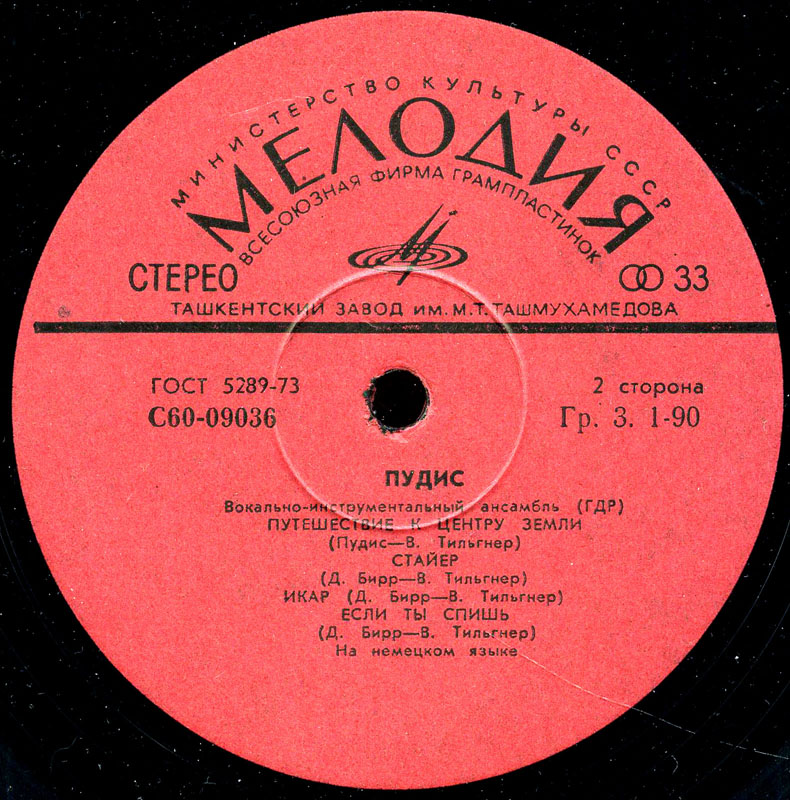 МИНИСТЕРСТВО КУЛЬТУРЫ СССР
МЕЛОДИЯ
ВСЕСОЮЗНАЯ ФИРМА ГРАМПЛАСТИНОК
СТЕРЕО
33
ТАШКЕНТСКИЙ ЗАВОД ИМ. М.Т. ТАШМУХАМЕДОВА
ГОСТ 5289-73
2 сторона
С60-09036
Гр. 3. 1-90
ПУДИС
Вокально-инструментальный ансамбль (ГДР)
ПУТЕШЕСТВИЕ К ЦЕНТРУ ЗЕМЛИ
(Пудис—В. Тильгнер)
СТАЙЕР
(Д. Бирр—В. Тильгнер)
ИКАР (Д. Бирр—В. Тильгнер)
ЕСЛИ ТЫ СПИШЬ
(Д. Бирр—В. Тильгнер)
На немецком языке